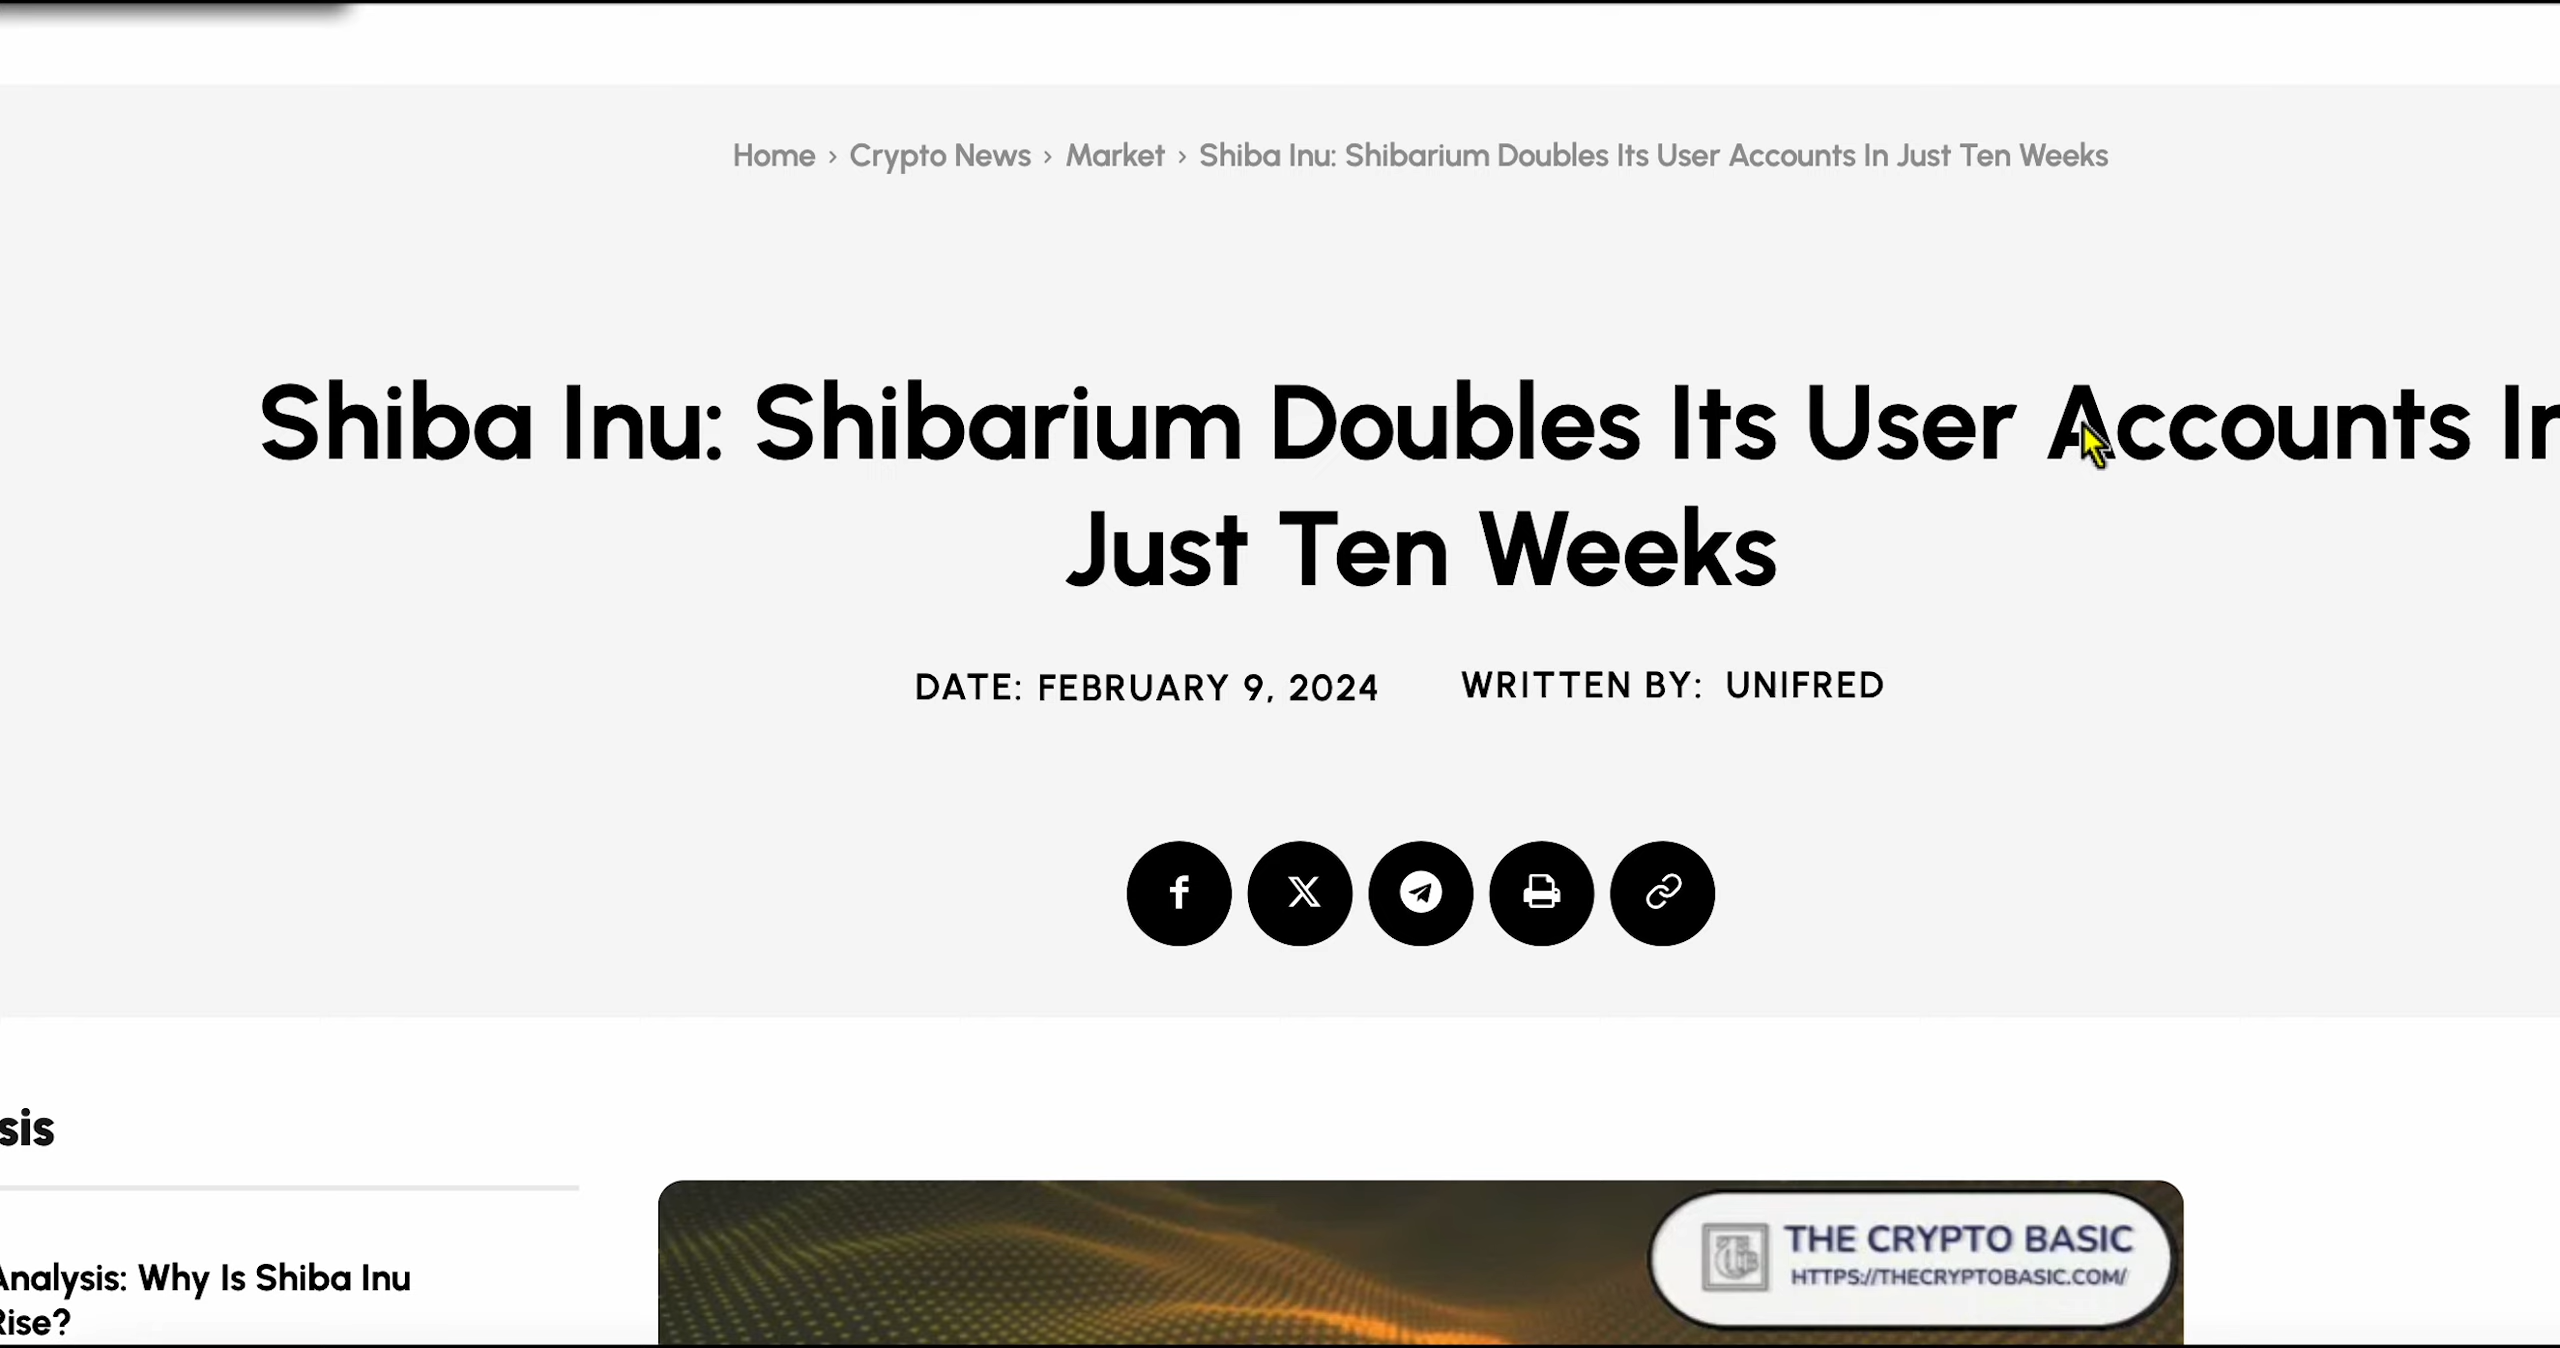 Home › Crypto News › Market › Shiba Inu: Shibarium Doubles Its User Accounts In Just Ten Weeks
Shiba Inu: Shibarium Doubles Its User Accounts In
Just Ten Weeks
DATE: FEBRUARY 9, 2024 WRITTEN BY: UNIFRED
sis
Analysis: Why Is Shiba Inu
Rise?
THE CRYPTO BASIC
HTTPS://THECRYPTOBASIC.COM/